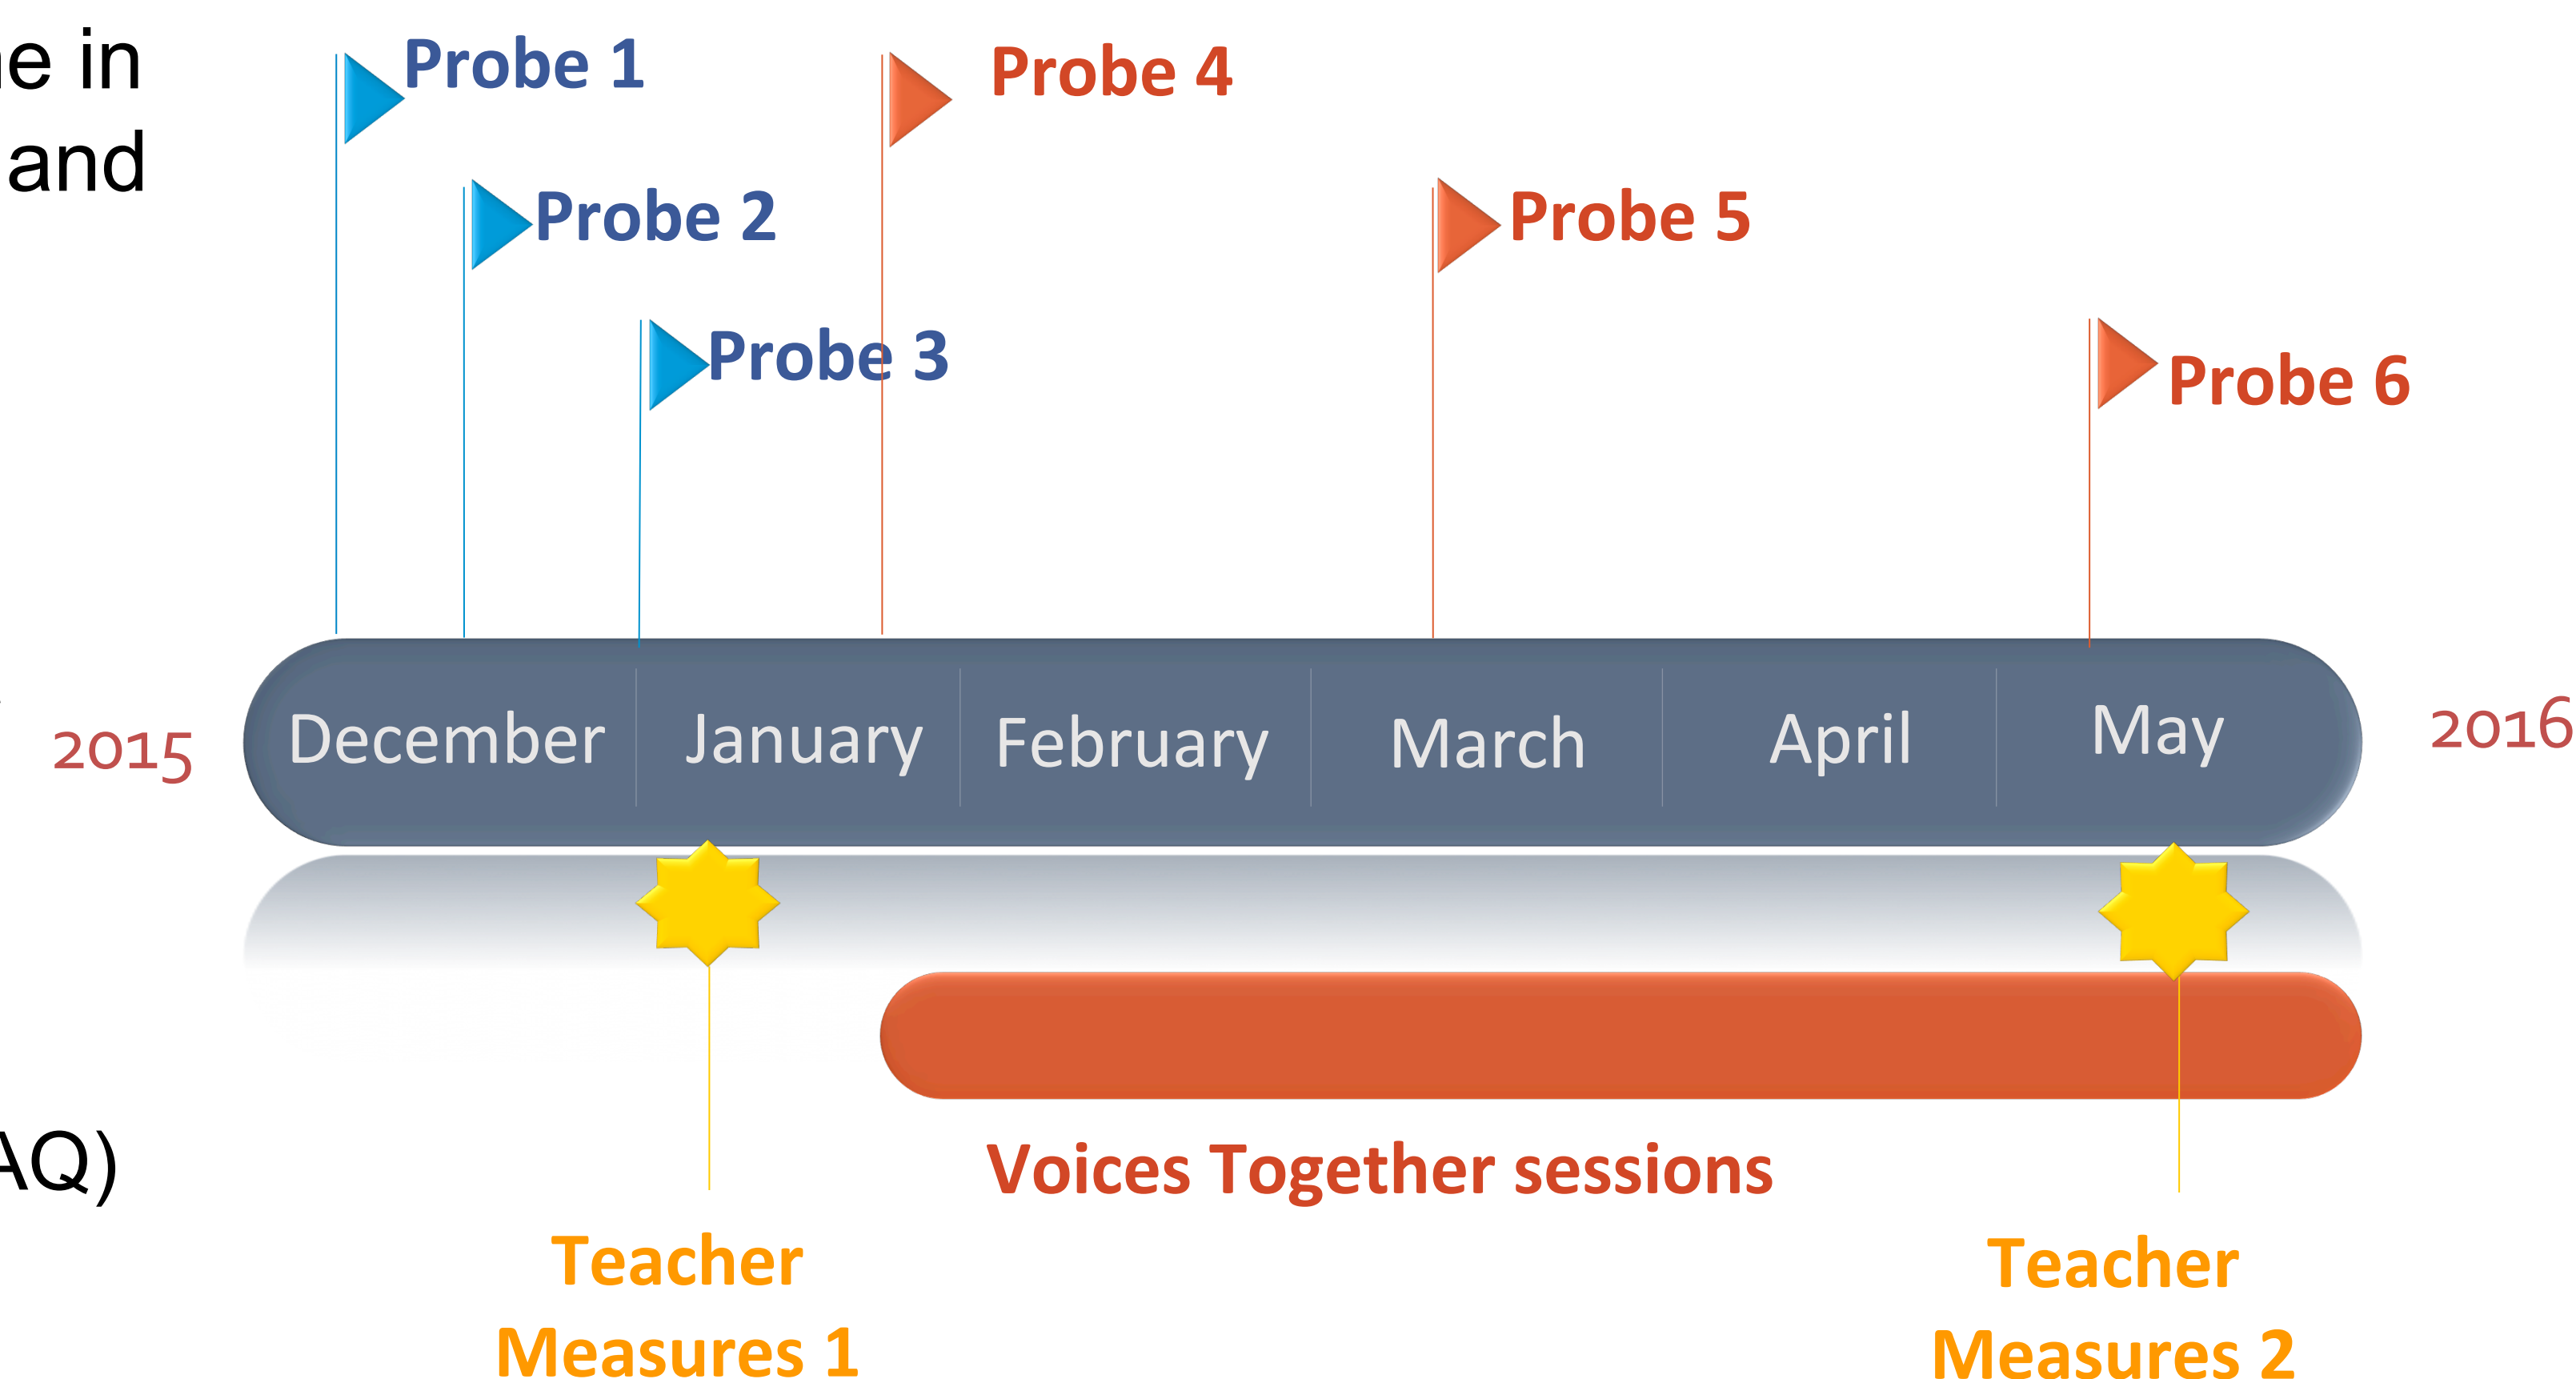 e in
and
Probe 1
Probe 4
Probe 2
Probe 5
Probe 3
Probe 6
2015
December January February March April May
2016
AQ)
Voices Together sessions
Teacher
Measures 1
Teacher
Measures 2